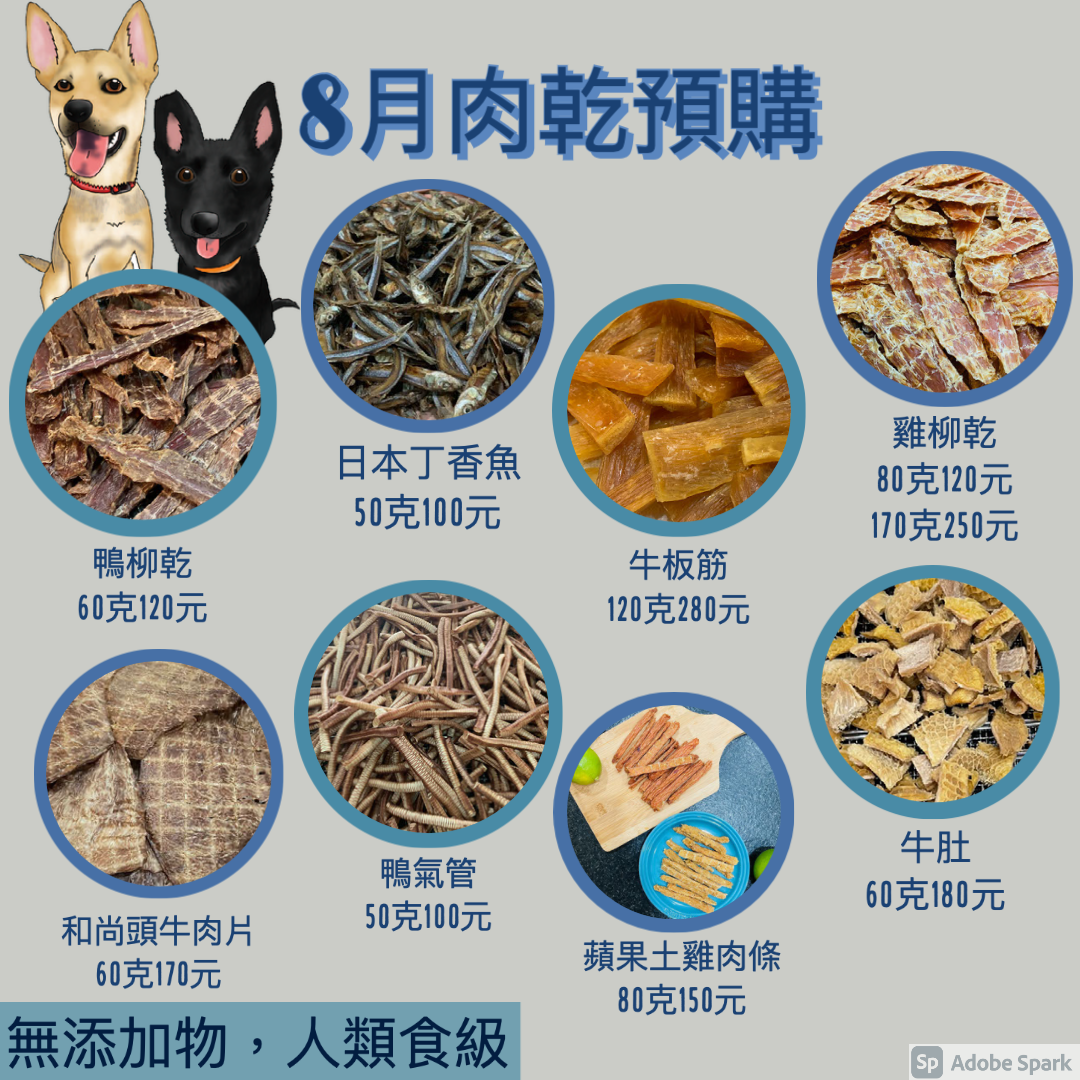 8月肉乾預購
日本丁香魚
50克100元
雞柳乾
80克120元
170克250元
鴨柳乾
60克120元
牛板筋
120克280元
和尚頭牛肉片
60克170元
鴨氣管
50克100元
蘋果土雞肉條
80克150元
牛肚
60克180元
無添加物，人類食級
Sp Adobe Spark